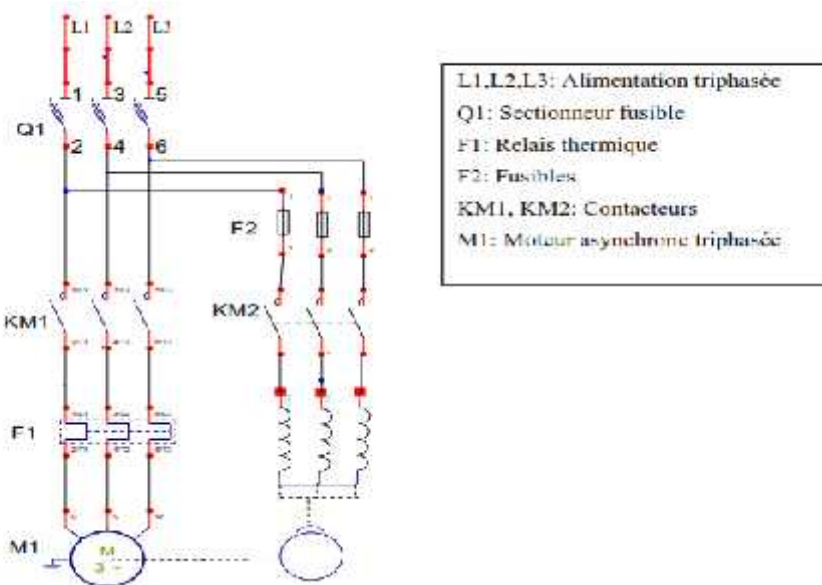 L1 L2 L3
1 3 5
Q1
2 4 6
F2
KM1
KM2
F1
M1
M
3 ~
L1,L2,L3: Alimentation triphasée
Q1: Sectionneur fusible
F1: Relais thermique
F2: Fusibles
KM1, KM2: Contacteurs
M1: Moteur asynchrone triphasée